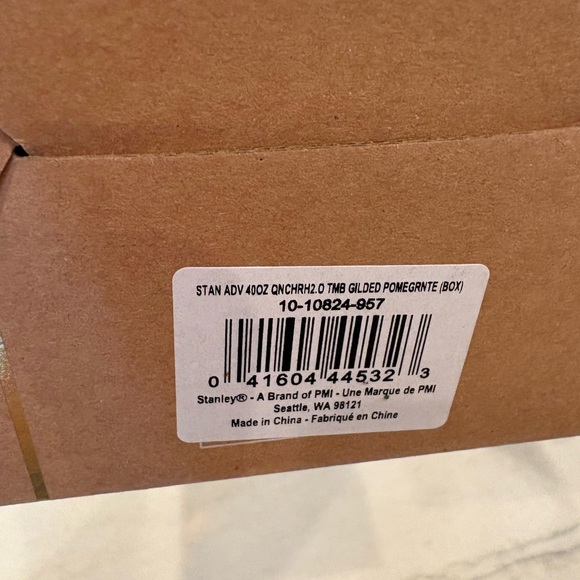 STAN ADV 40OZ QNCHRH2.O TMB GILDED POMEGRNTE (BOX)
10-10824-957
0 41604 44532 3
Stanley® - A Brand of PMI - Une Marque de PMI
Seattle, WA 98121
Made in China - Fabriqué en Chine